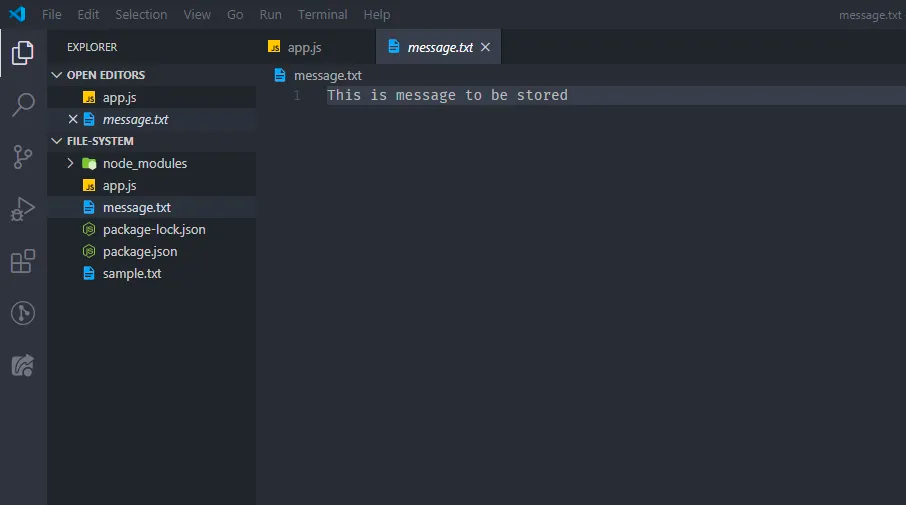 File Edit Selection View Go Run Terminal Help message.txt
EXPLORER
JS app.js
message.txt
OPEN EDITORS
message.txt
JS app.js
1 This is message to be stored
message.txt
FILE-SYSTEM
node_modules
JS app.js
message.txt
JS package-lock.json
JS package.json
sample.txt